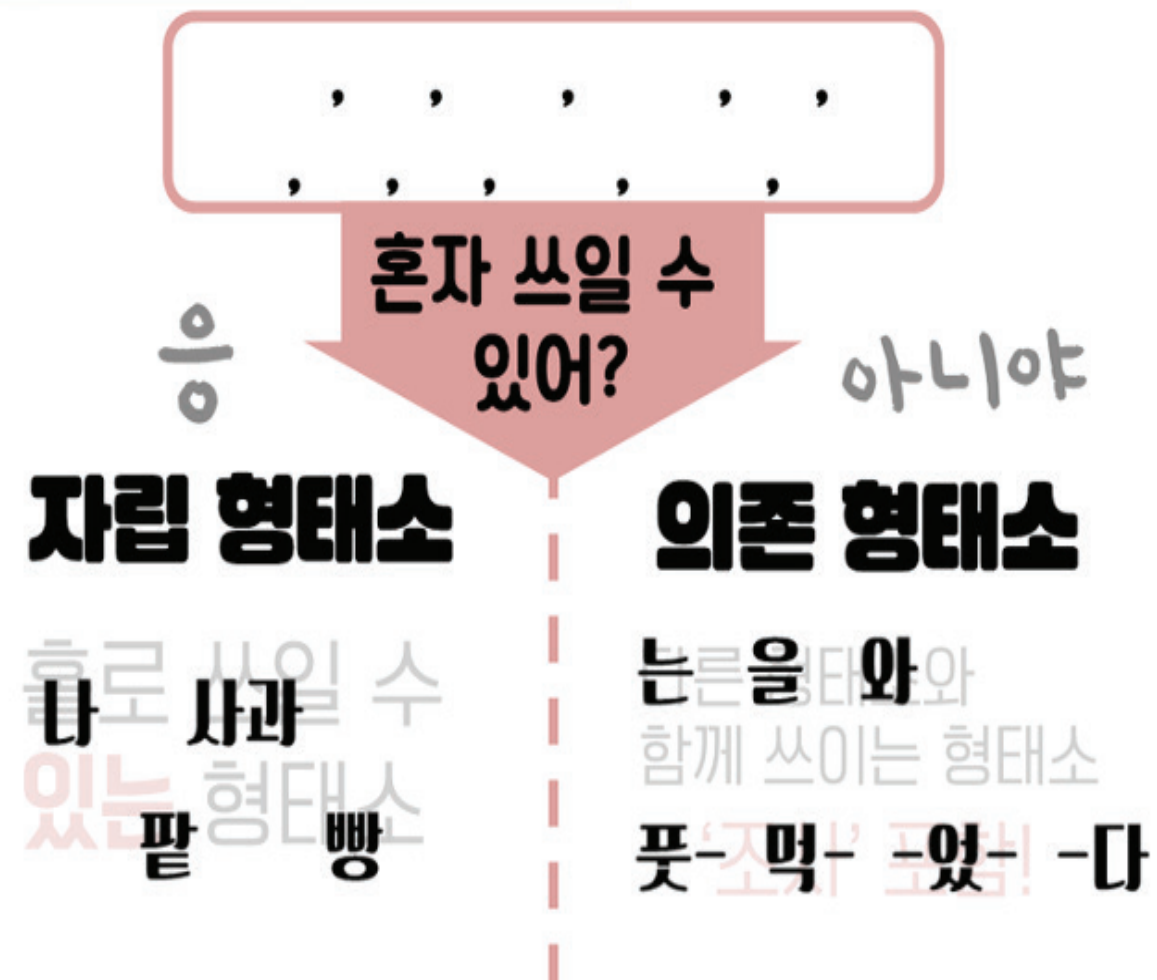 , , , , ,
, , , , ,
혼자 쓰일 수
있어?
응
아니야
자립 형태소
의존 형태소
홀로 쓰일 수
있는 형태소
나 사과
팥 빵
다른 형태소와
함께 쓰이는 형태소
'조사' 포함!
는 을 와
풋- 먹- -었- -다